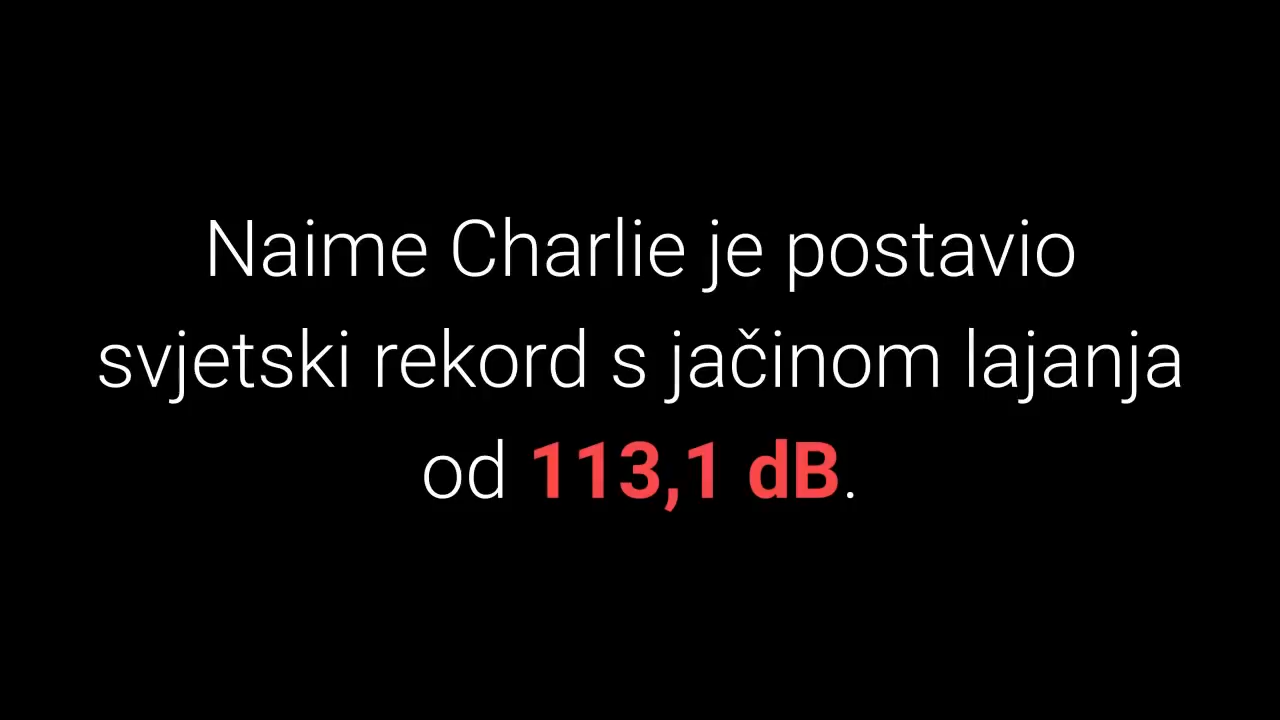 Naime Charlie je postavio
svjetski rekord s jačinom lajanja
od 113,1 dB.